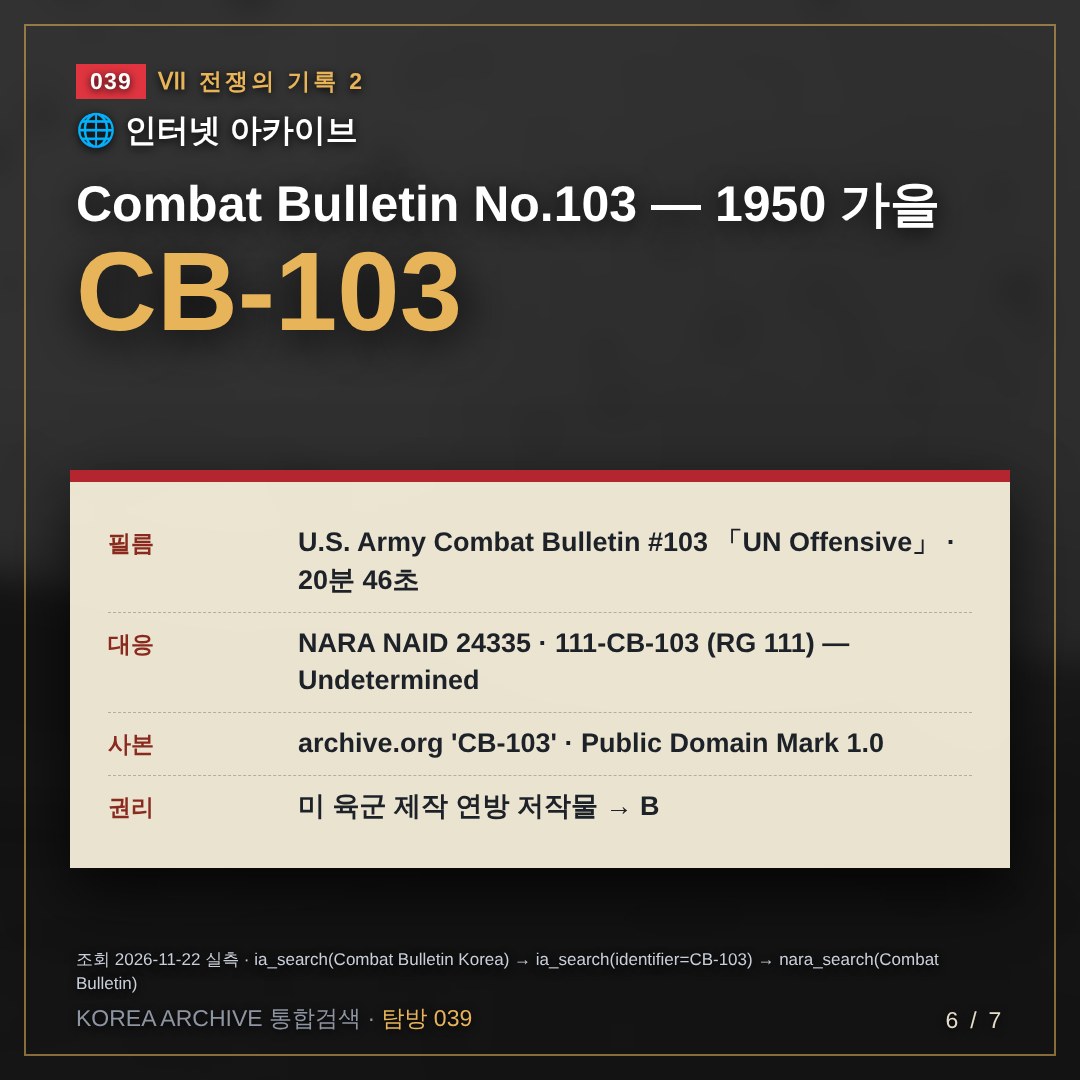 039 Ⅶ 전쟁의 기록 2
인터넷 아카이브
Combat Bulletin No.103 — 1950 가을
CB-103
필름 U.S. Army Combat Bulletin #103 「UN Offensive」 ·
20분 46초
대응 NARA NAID 24335 · 111-CB-103 (RG 111) —
Undetermined
사본 archive.org 'CB-103' · Public Domain Mark 1.0
권리 미 육군 제작 연방 저작물 → B
조회 2026-11-22 실측 · ia_search(Combat Bulletin Korea) → ia_search(identifier=CB-103) → nara_search(Combat
Bulletin)
KOREA ARCHIVE 통합검색 · 탐방 039
6 / 7